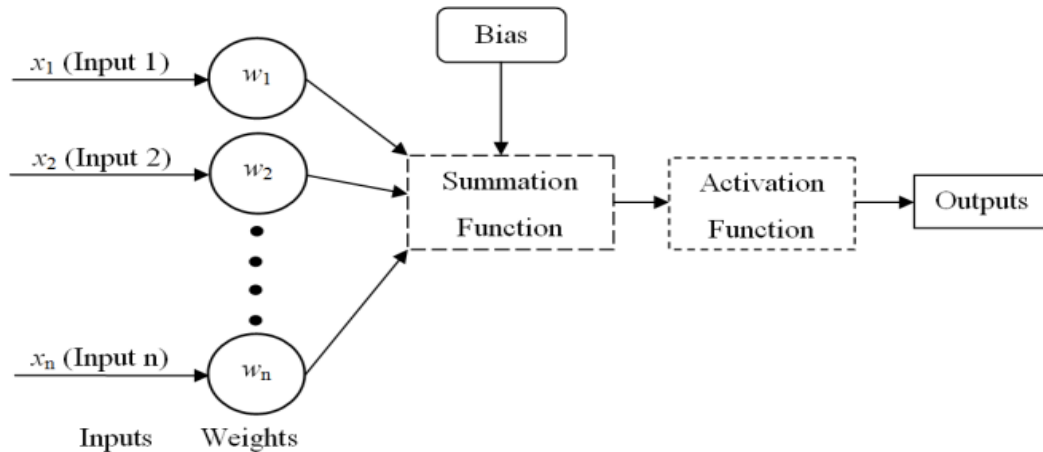 Bias
x₁ (Input 1)
w₁
x₂ (Input 2)
w₂
Summation
Function
Activation
Function
Outputs
xₙ (Input n)
wₙ
Inputs
Weights